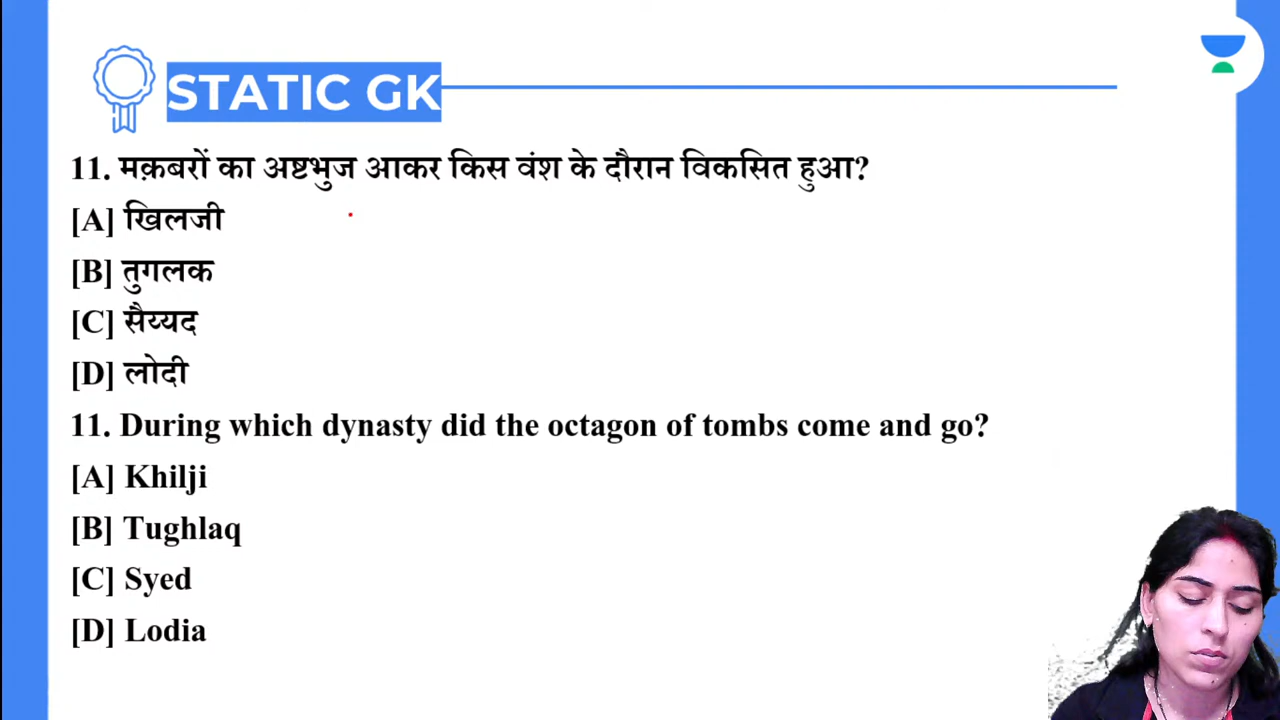 STATIC GK
11. मक़बरों का अष्टभुज आकर किस वंश के दौरान विकसित हुआ?
[A] खिलजी
[B] तुगलक
[C] सैय्यद
[D] लोदी
11. During which dynasty did the octagon of tombs come and go?
[A] Khilji
[B] Tughlaq
[C] Syed
[D] Lodia